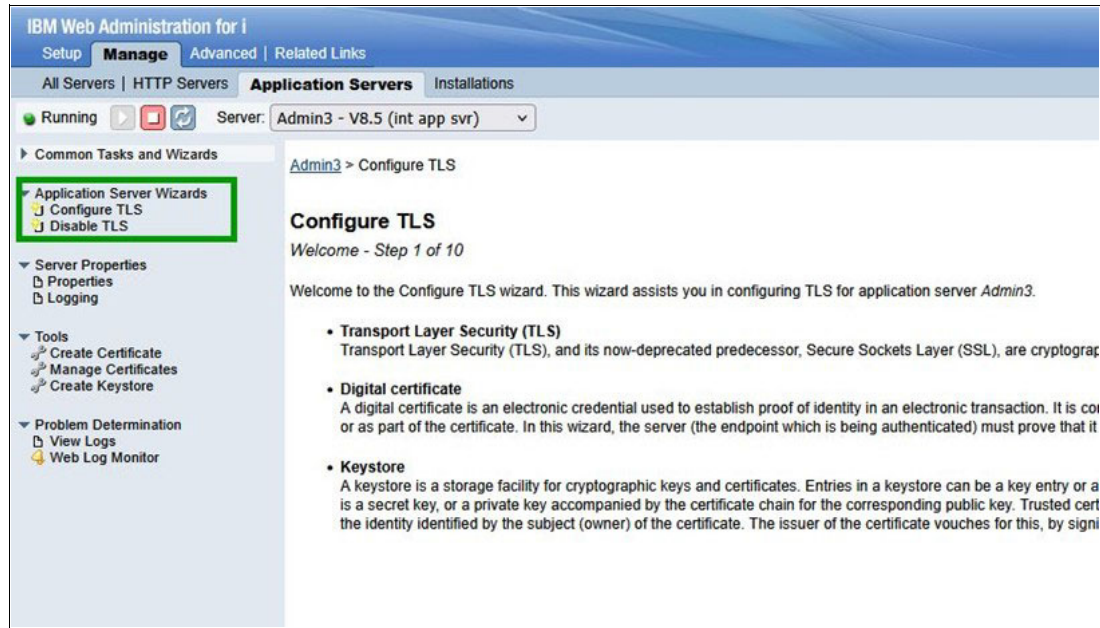 IBM Web Administration for i
Setup Manage Advanced | Related Links
All Servers | HTTP Servers Application Servers Installations
Running Server: Admin3 - V8.5 (int app svr)
Common Tasks and Wizards
Application Server Wizards
Configure TLS
Disable TLS
Server Properties
Properties
Logging
Tools
Create Certificate
Manage Certificates
Create Keystore
Problem Determination
View Logs
Web Log Monitor
Admin3 > Configure TLS
Configure TLS
Welcome - Step 1 of 10
Welcome to the Configure TLS wizard. This wizard assists you in configuring TLS for application server Admin3.
• Transport Layer Security (TLS)
Transport Layer Security (TLS), and its now-deprecated predecessor, Secure Sockets Layer (SSL), are cryptograp
• Digital certificate
A digital certificate is an electronic credential used to establish proof of identity in an electronic transaction. It is co
or as part of the certificate. In this wizard, the server (the endpoint which is being authenticated) must prove that it
• Keystore
A keystore is a storage facility for cryptographic keys and certificates. Entries in a keystore can be a key entry or a
is a secret key, or a private key accompanied by the certificate chain for the corresponding public key. Trusted cert
the identity identified by the subject (owner) of the certificate. The issuer of the certificate vouches for this, by signi